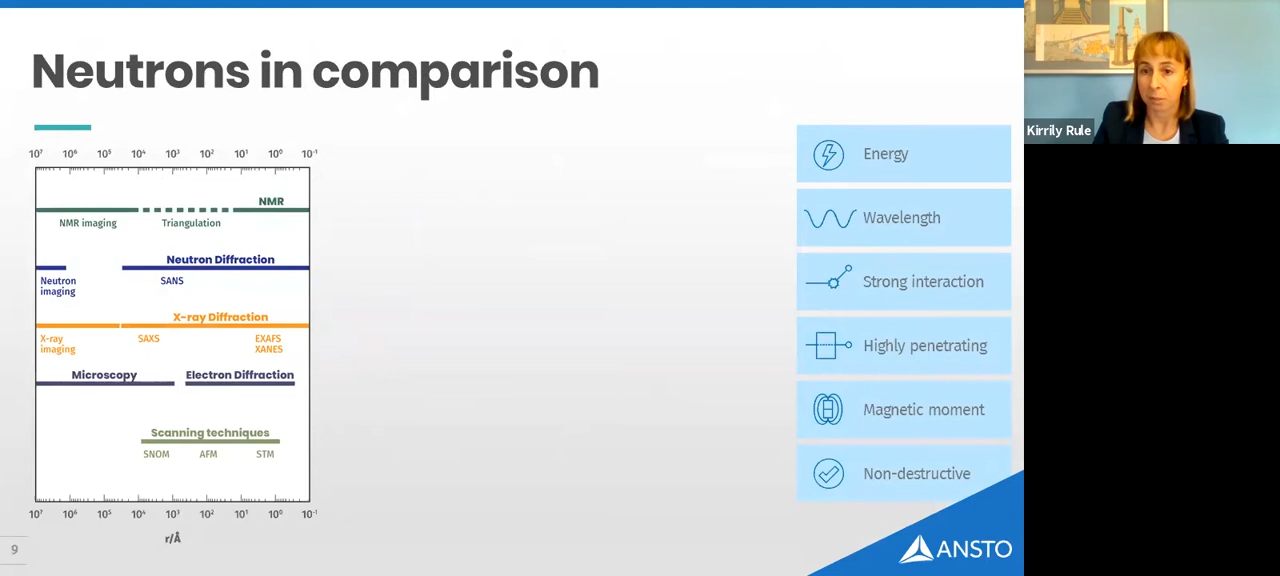 Neutrons in comparison
10⁷ 10⁶ 10⁵ 10⁴ 10³ 10² 10¹ 10⁰ 10⁻¹
NMR
NMR imaging Triangulation
Neutron Diffraction
Neutron
imaging
SANS
X-ray Diffraction
X-ray
imaging
SAXS
EXAFS
XANES
Microscopy Electron Diffraction
Scanning techniques
SNOM AFM STM
10⁷ 10⁶ 10⁵ 10⁴ 10³ 10² 10¹ 10⁰ 10⁻¹
r/Å
Energy
Wavelength
Strong interaction
Highly penetrating
Magnetic moment
Non-destructive
9
ANSTO
Kirrily Rule